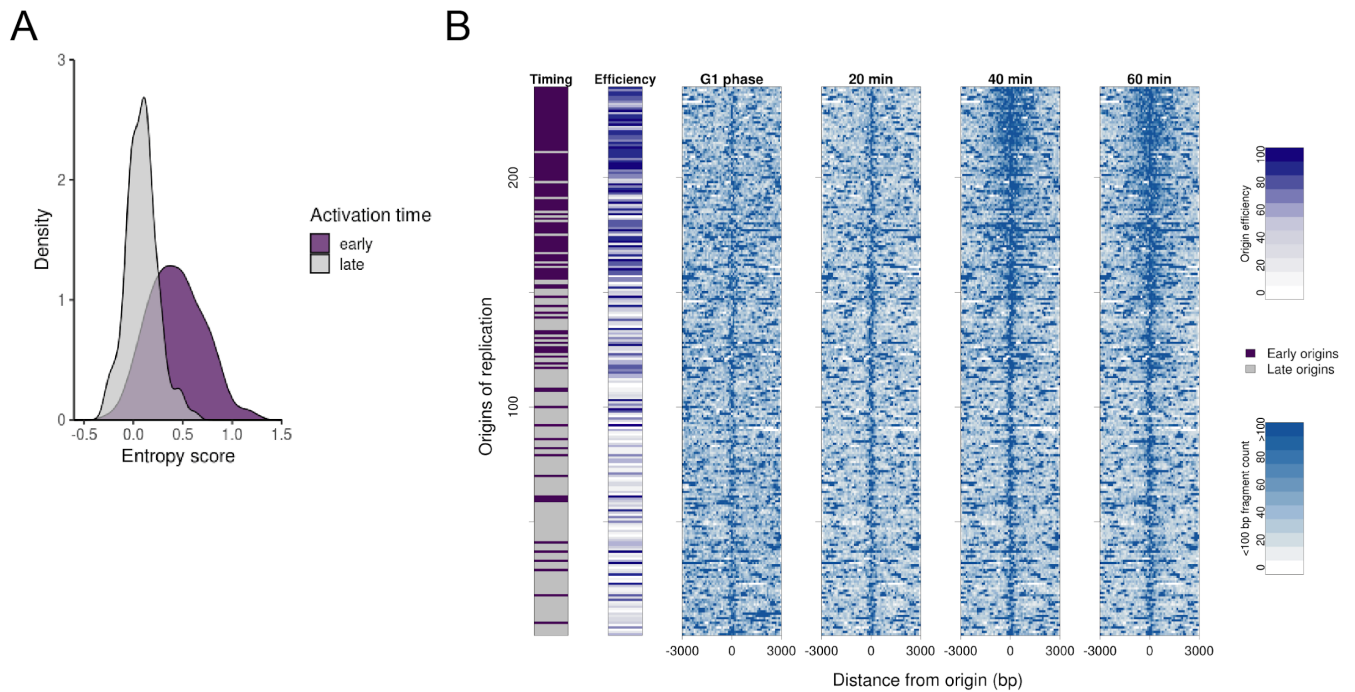 A
3
2
1
0
Density
-0.5
0.0
0.5
1.0
1.5
Entropy score
Activation time
early
late
B
Timing
Efficiency
G1 phase
20 min
40 min
60 min
Origins of replication
200
100
-3000
0
3000
-3000
0
3000
-3000
0
3000
-3000
0
3000
Distance from origin (bp)
Origin efficiency
0
20
40
60
80
100
Early origins
Late origins
<100 bp fragment count
0
20
40
60
80
>100